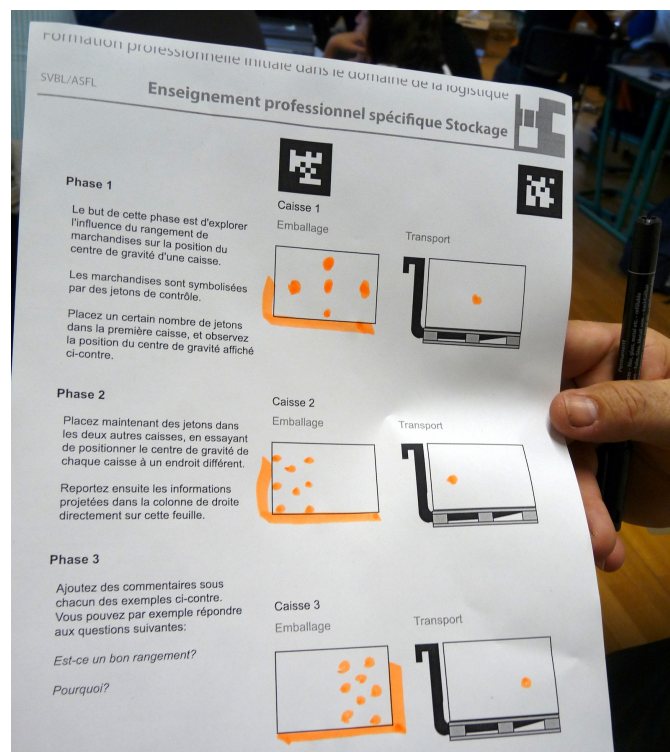 Formation professionnelle initiale dans le domaine de la logistique
SVBL/ASFL
Enseignement professionnel spécifique Stockage
Phase 1
Le but de cette phase est d'explorer
l'influence du rangement de
marchandises sur la position du
centre de gravité d'une caisse.
Les marchandises sont symbolisées
par des jetons de contrôle.
Placez un certain nombre de jetons
dans la première caisse, et observez
la position du centre de gravité affiché
ci-contre.
Caisse 1
Emballage
Transport
Phase 2
Placez maintenant des jetons dans
les deux autres caisses, en essayant
de positionner le centre de gravité de
chaque caisse à un endroit différent.
Reportez ensuite les informations
projetées dans la colonne de droite
directement sur cette feuille.
Caisse 2
Emballage
Transport
Phase 3
Ajoutez des commentaires sous
chacun des exemples ci-contre.
Vous pouvez par exemple répondre
aux questions suivantes:
Est-ce un bon rangement?
Pourquoi?
Caisse 3
Emballage
Transport